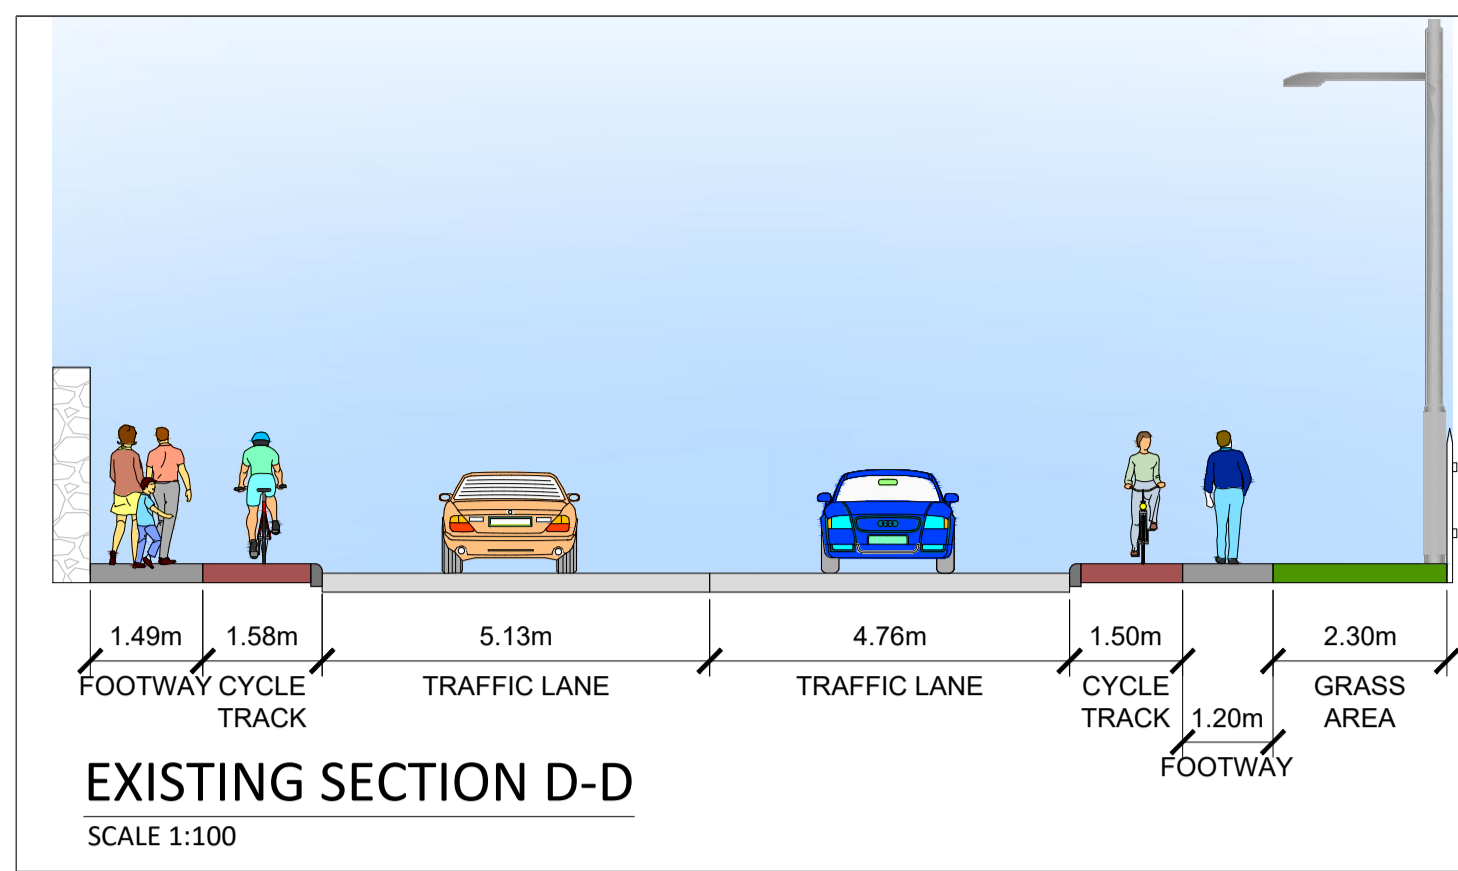 1.49m 1.58m 5.13m 4.76m 1.50m 2.30m
FOOTWAY CYCLE TRACK TRAFFIC LANE TRAFFIC LANE CYCLE TRACK GRASS AREA
1.20m
FOOTWAY
EXISTING SECTION D-D
SCALE 1:100